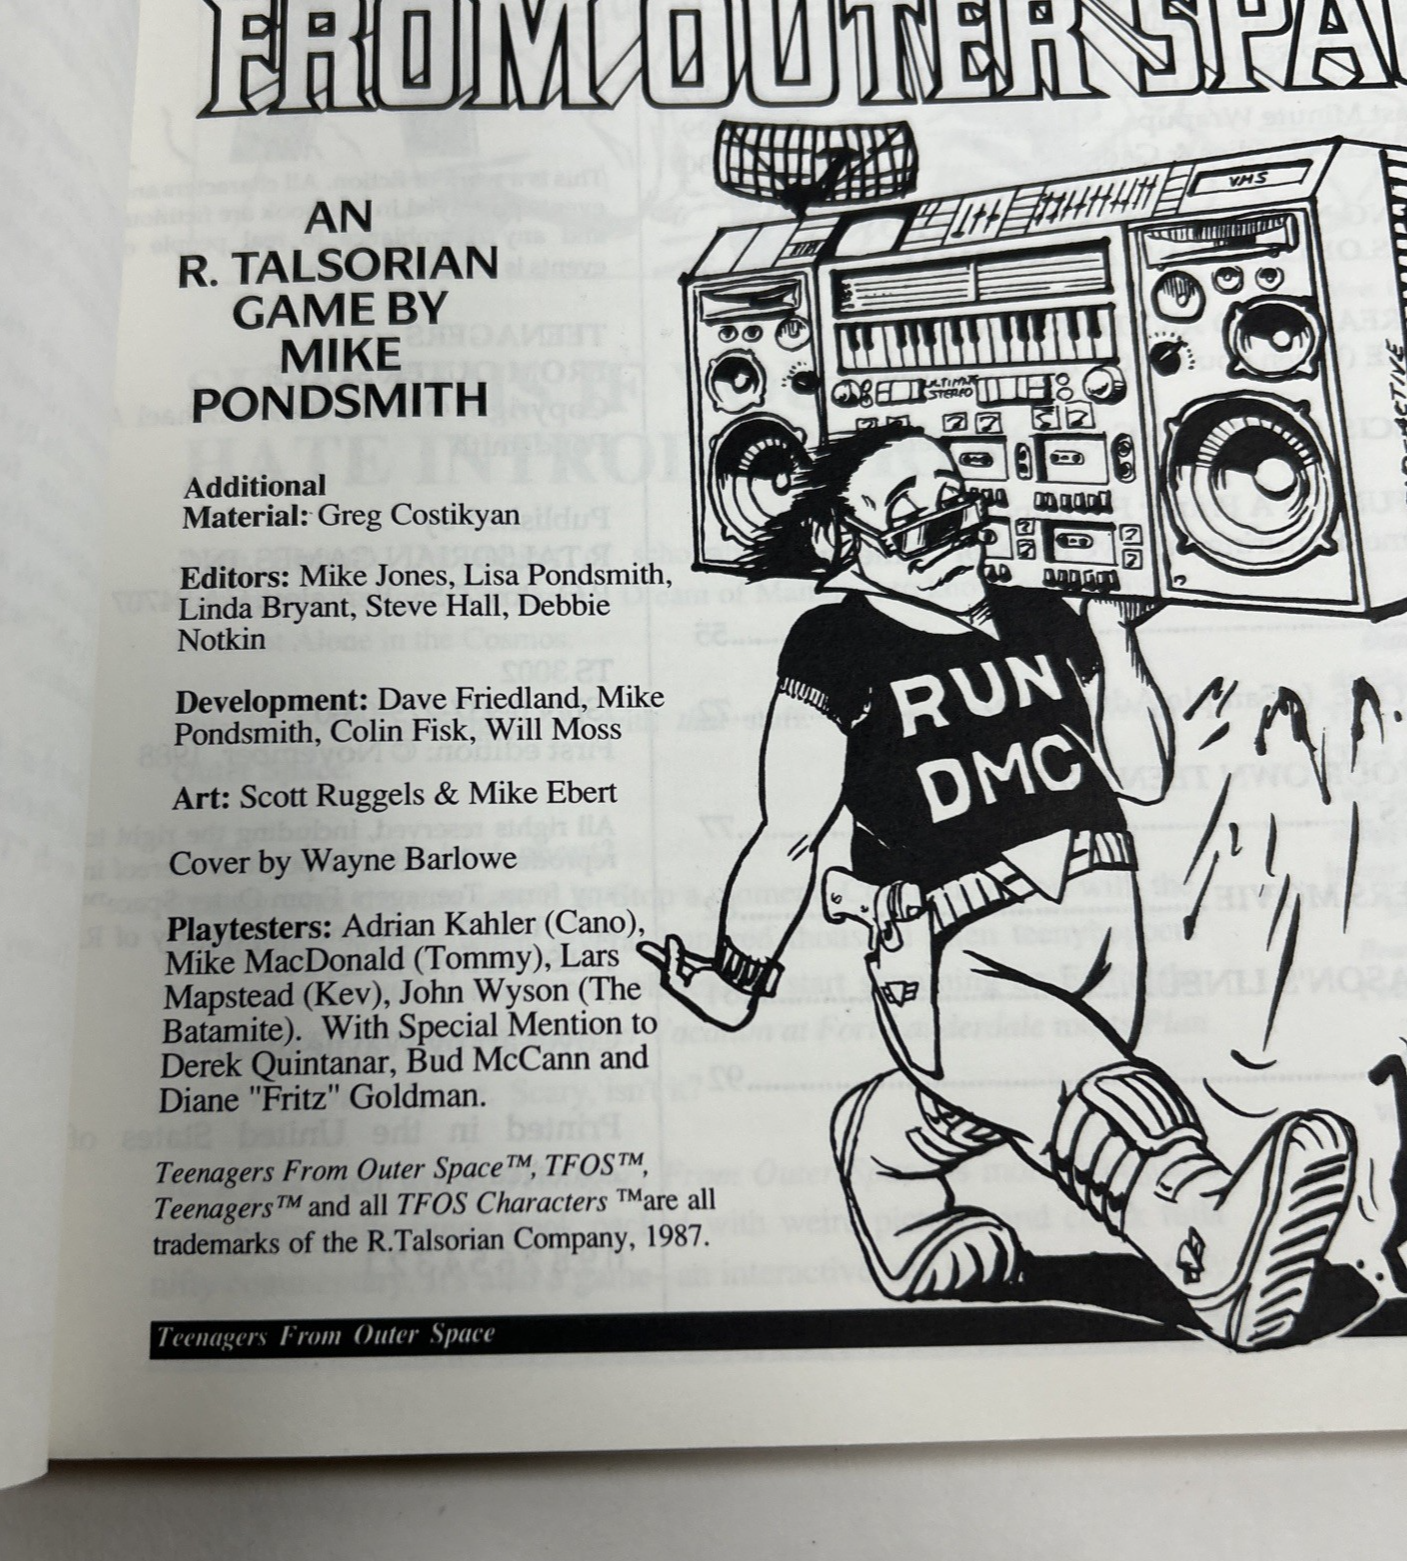 FROM OUTER SPA
AN
R. TALSORIAN
GAME BY
MIKE
PONDSMITH
Additional
Material: Greg Costikyan
Editors: Mike Jones, Lisa Pondsmith,
Linda Bryant, Steve Hall, Debbie
Notkin
Development: Dave Friedland, Mike
Pondsmith, Colin Fisk, Will Moss
Art: Scott Ruggels & Mike Ebert
Cover by Wayne Barlowe
Playtesters: Adrian Kahler (Cano),
Mike MacDonald (Tommy), Lars
Mapstead (Kev), John Wyson (The
Batamite). With Special Mention to
Derek Quintanar, Bud McCann and
Diane "Fritz" Goldman.
Teenagers From Outer Space™, TFOS™,
Teenagers™ and all TFOS Characters ™are all
trademarks of the R.Talsorian Company, 1987.
Teenagers From Outer Space
VHS
STEREO
RUN
DMC